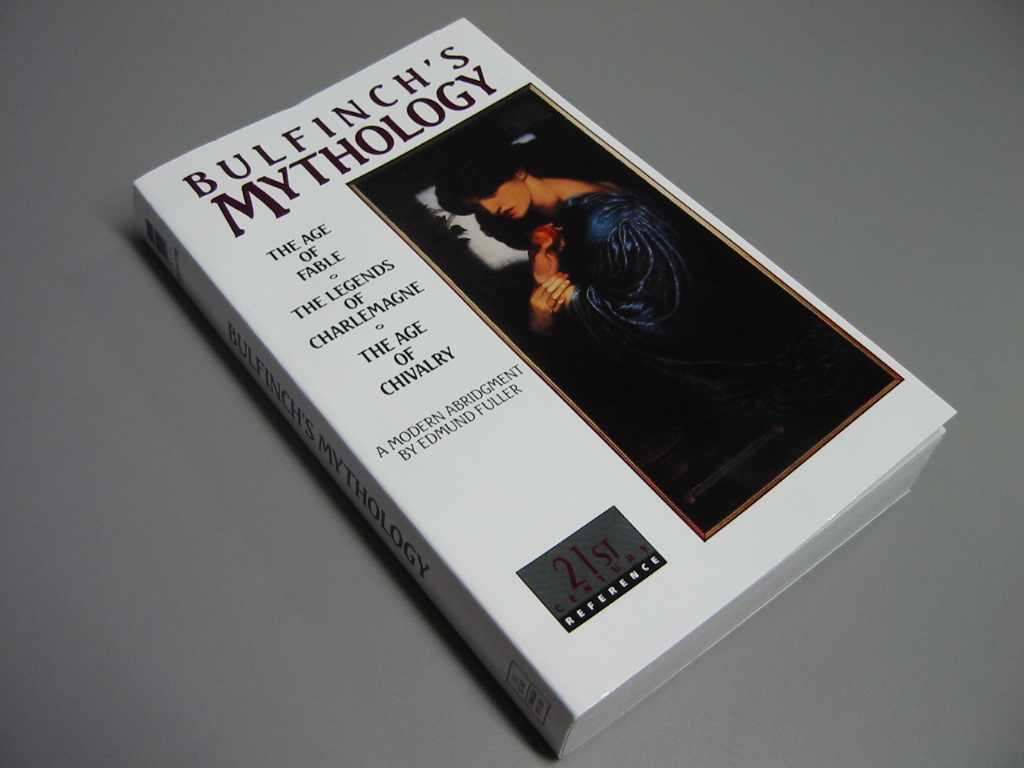 BULFINCH'S
MYTHOLOGY
THE AGE
OF
FABLE
THE LEGENDS
OF
CHARLEMAGNE
THE AGE
OF
CHIVALRY
A MODERN ABRIDGMENT
BY EDMUND FULLER
21ST
CENTURY
REFERENCE
BULFINCH'S MYTHOLOGY